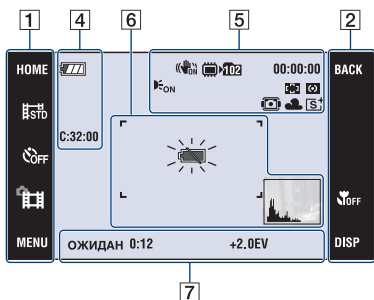 1 4 6 5 2
HOME BACK
ON 102 00:00:00
STD
ON
S+
OFF
C:32:00
OFF
MENU ОЖИДАН 0:12 +2.0EV DISP
7